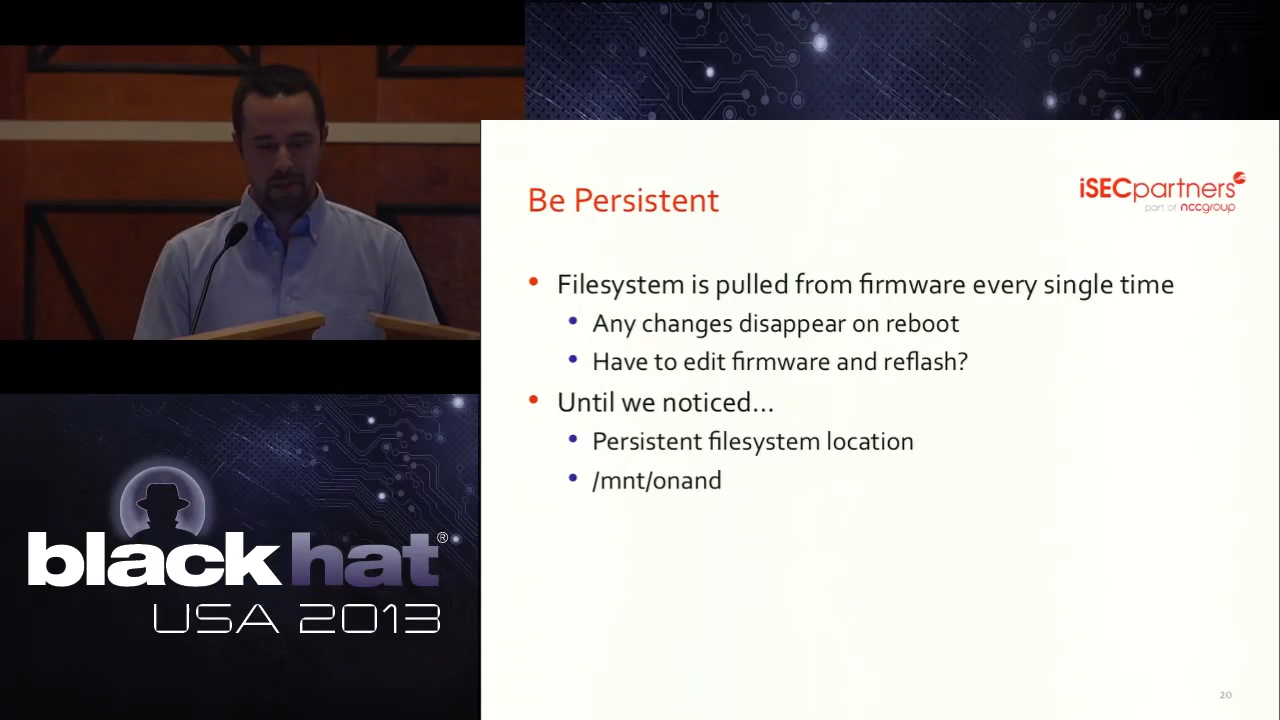 Be Persistent
iSECpartners
part of nccgroup
• Filesystem is pulled from firmware every single time
• Any changes disappear on reboot
• Have to edit firmware and reflash?
• Until we noticed...
• Persistent filesystem location
• /mnt/onand
20
black hat®
USA 2013